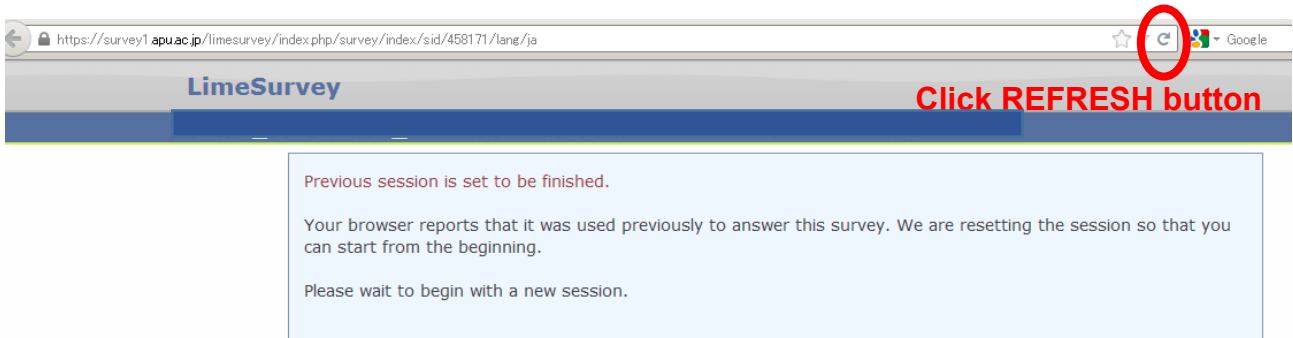 https://survey1.apu.ac.jp/limesurvey/index.php/survey/index/sid/458171/lang/ja
Google
LimeSurvey
Click REFRESH button
Previous session is set to be finished.
Your browser reports that it was used previously to answer this survey. We are resetting the session so that you
can start from the beginning.
Please wait to begin with a new session.